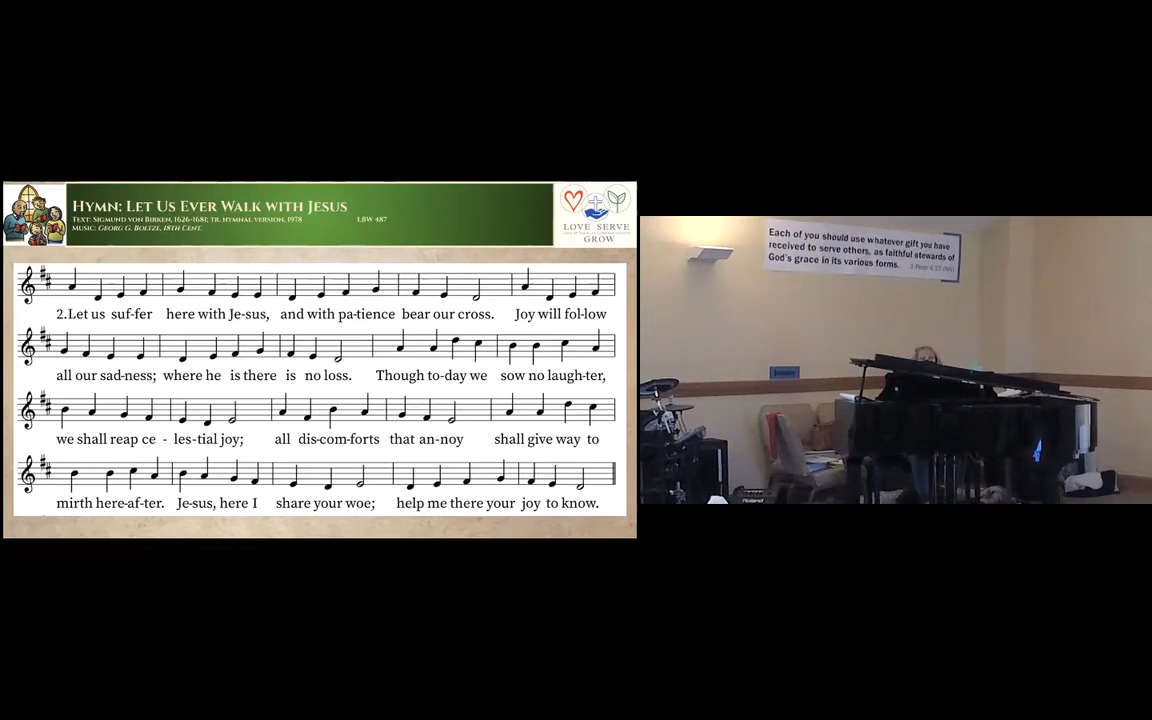 Hymn: Let Us Ever Walk with Jesus
Text: Sigmund von Birken, 1626-1681; tr. hymnal version, 1978 LBW 487
Music: Georg G. Boltze, 18th Cent.
LOVE SERVE
GROW
2.Let us suf-fer here with Je-sus, and with pa-tience bear our cross. Joy will fol-low
all our sad-ness; where he is there is no loss. Though to-day we sow no laugh-ter,
we shall reap ce - les-tial joy; all dis-com-forts that an-noy shall give way to
mirth here-af-ter. Je-sus, here I share your woe; help me there your joy to know.
Each of you should use whatever gift you have
received to serve others, as faithful stewards of
God's grace in its various forms. 1 Peter 4:10 (NIV)
Roland